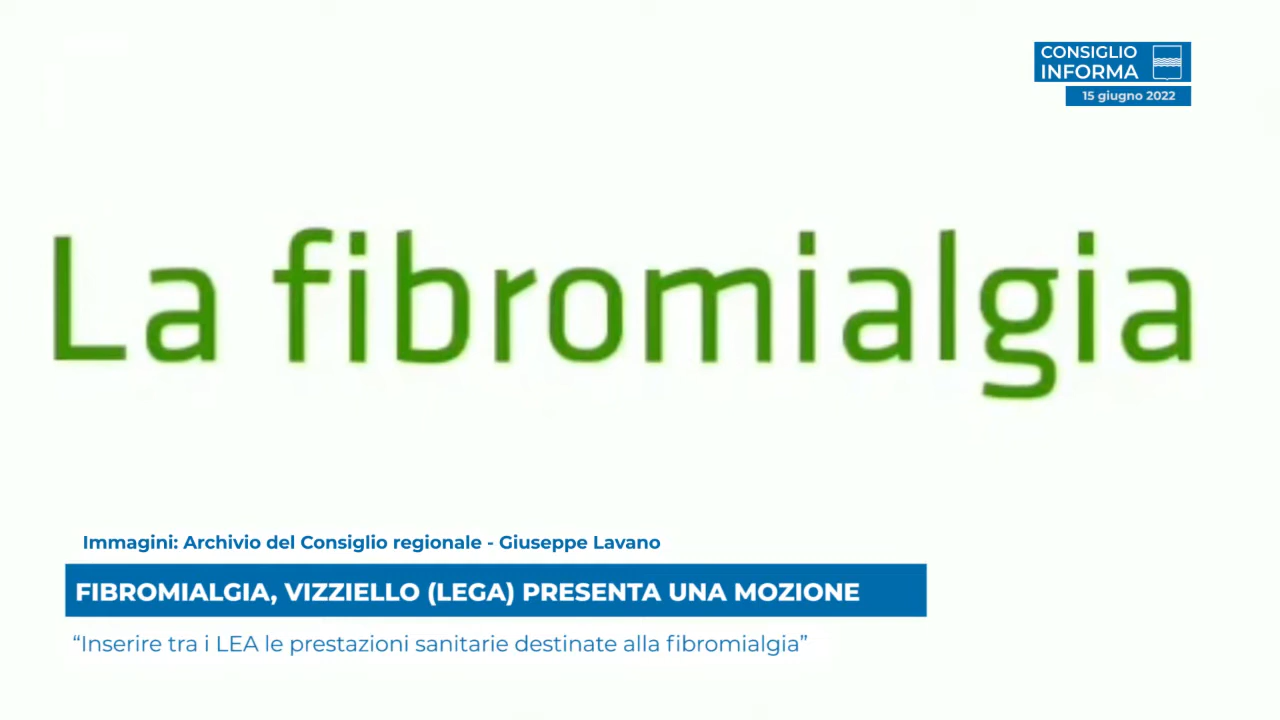 CONSIGLIO
INFORMA
15 giugno 2022
La fibromialgia
Immagini: Archivio del Consiglio regionale - Giuseppe Lavano
FIBROMIALGIA, VIZZIELLO (LEGA) PRESENTA UNA MOZIONE
“Inserire tra i LEA le prestazioni sanitarie destinate alla fibromialgia”